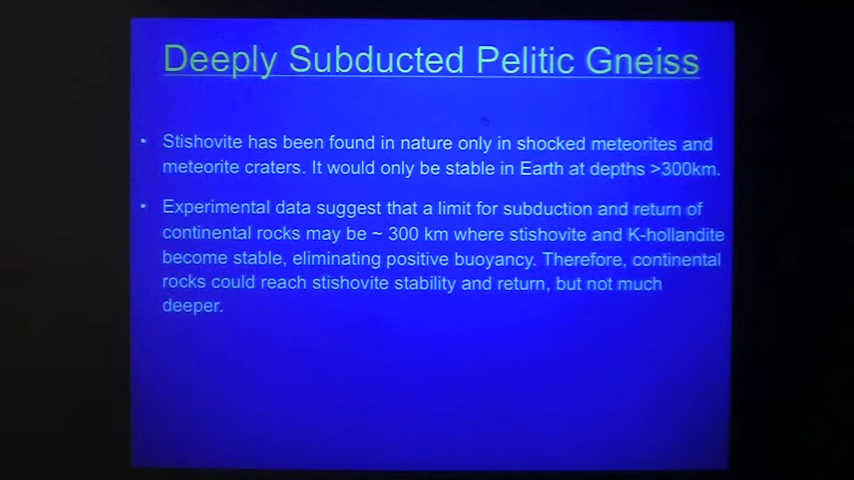 Deeply Subducted Pelitic Gneiss
• Stishovite has been found in nature only in shocked meteorites and
meteorite craters. It would only be stable in Earth at depths >300km.
• Experimental data suggest that a limit for subduction and return of
continental rocks may be ~ 300 km where stishovite and K-hollandite
become stable, eliminating positive buoyancy. Therefore, continental
rocks could reach stishovite stability and return, but not much
deeper.